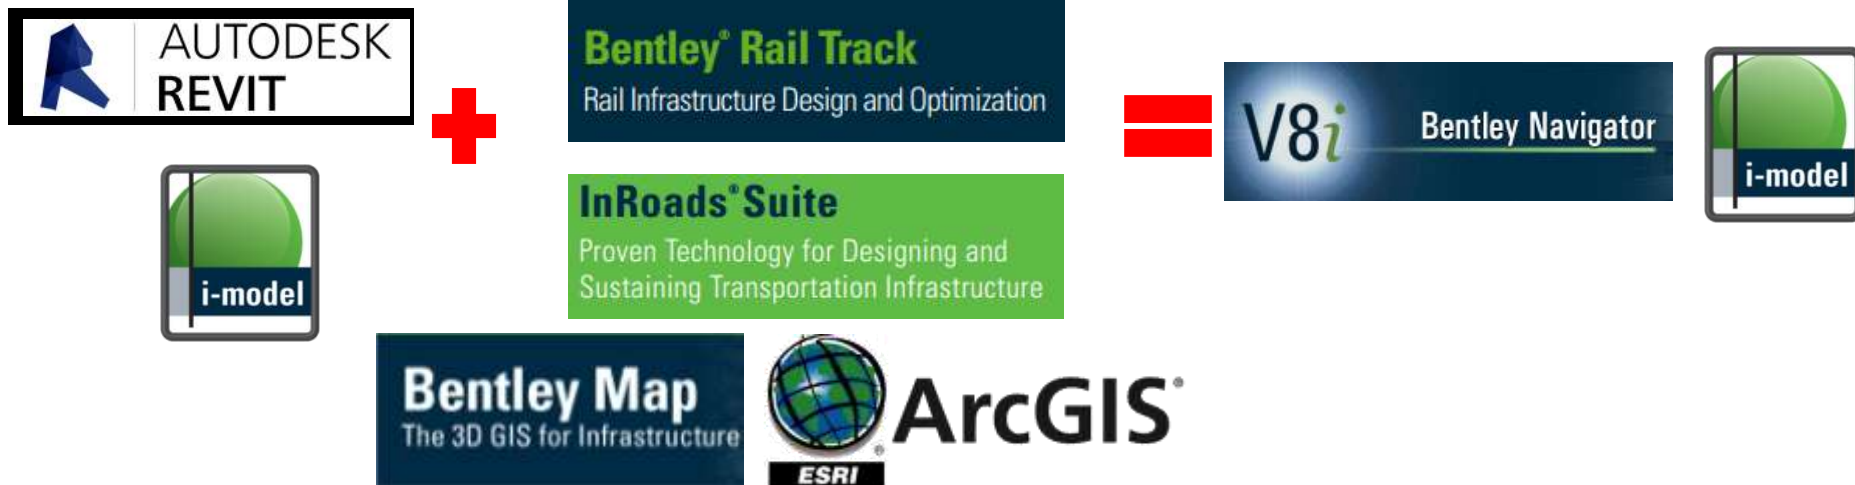 AUTODESK
REVIT
i-model
Bentley® Rail Track
Rail Infrastructure Design and Optimization
InRoads® Suite
Proven Technology for Designing and
Sustaining Transportation Infrastructure
V8i Bentley Navigator
i-model
Bentley Map
The 3D GIS for Infrastructure
ArcGIS®
ESRI